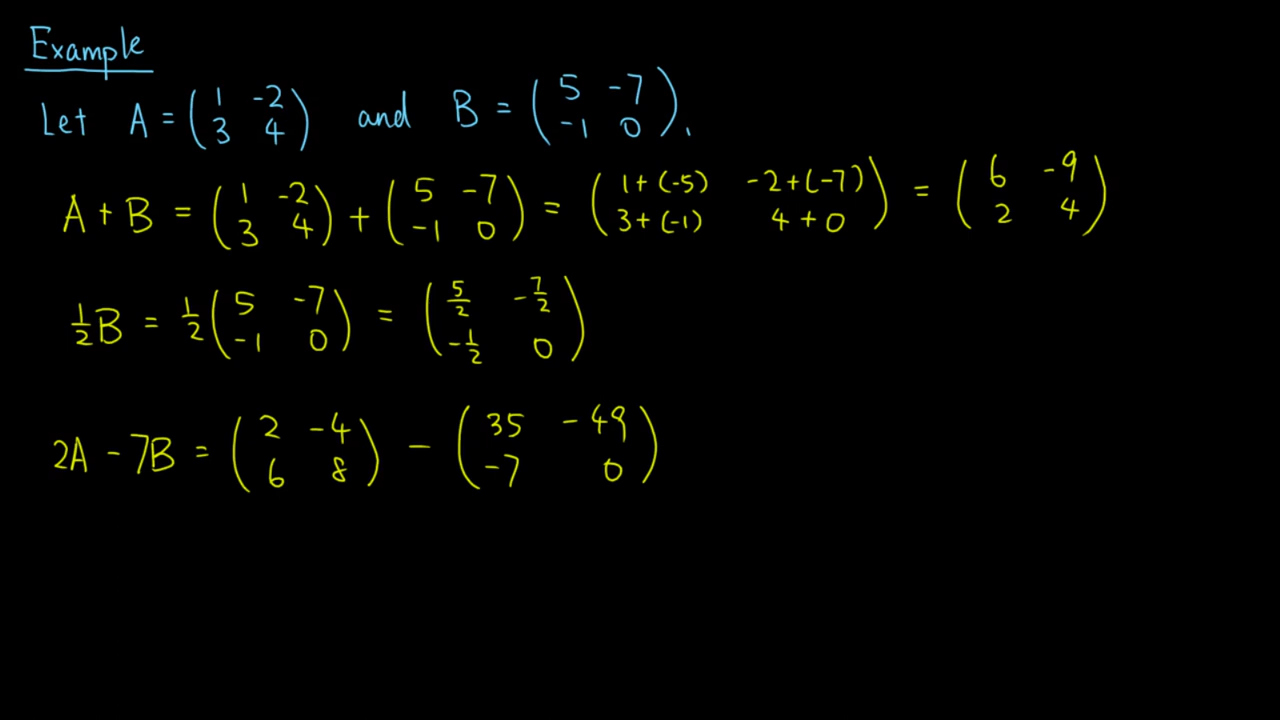 Example
Let A = (1 -2 / 3 4) and B = (5 -7 / -1 0).
A + B = (1 -2 / 3 4) + (5 -7 / -1 0) = (1+(-5) -2+(-7) / 3+(-1) 4+0) = (6 -9 / 2 4)
1/2 B = 1/2 (5 -7 / -1 0) = (5/2 -7/2 / -1/2 0)
2A - 7B = (2 -4 / 6 8) - (35 -49 / -7 0)